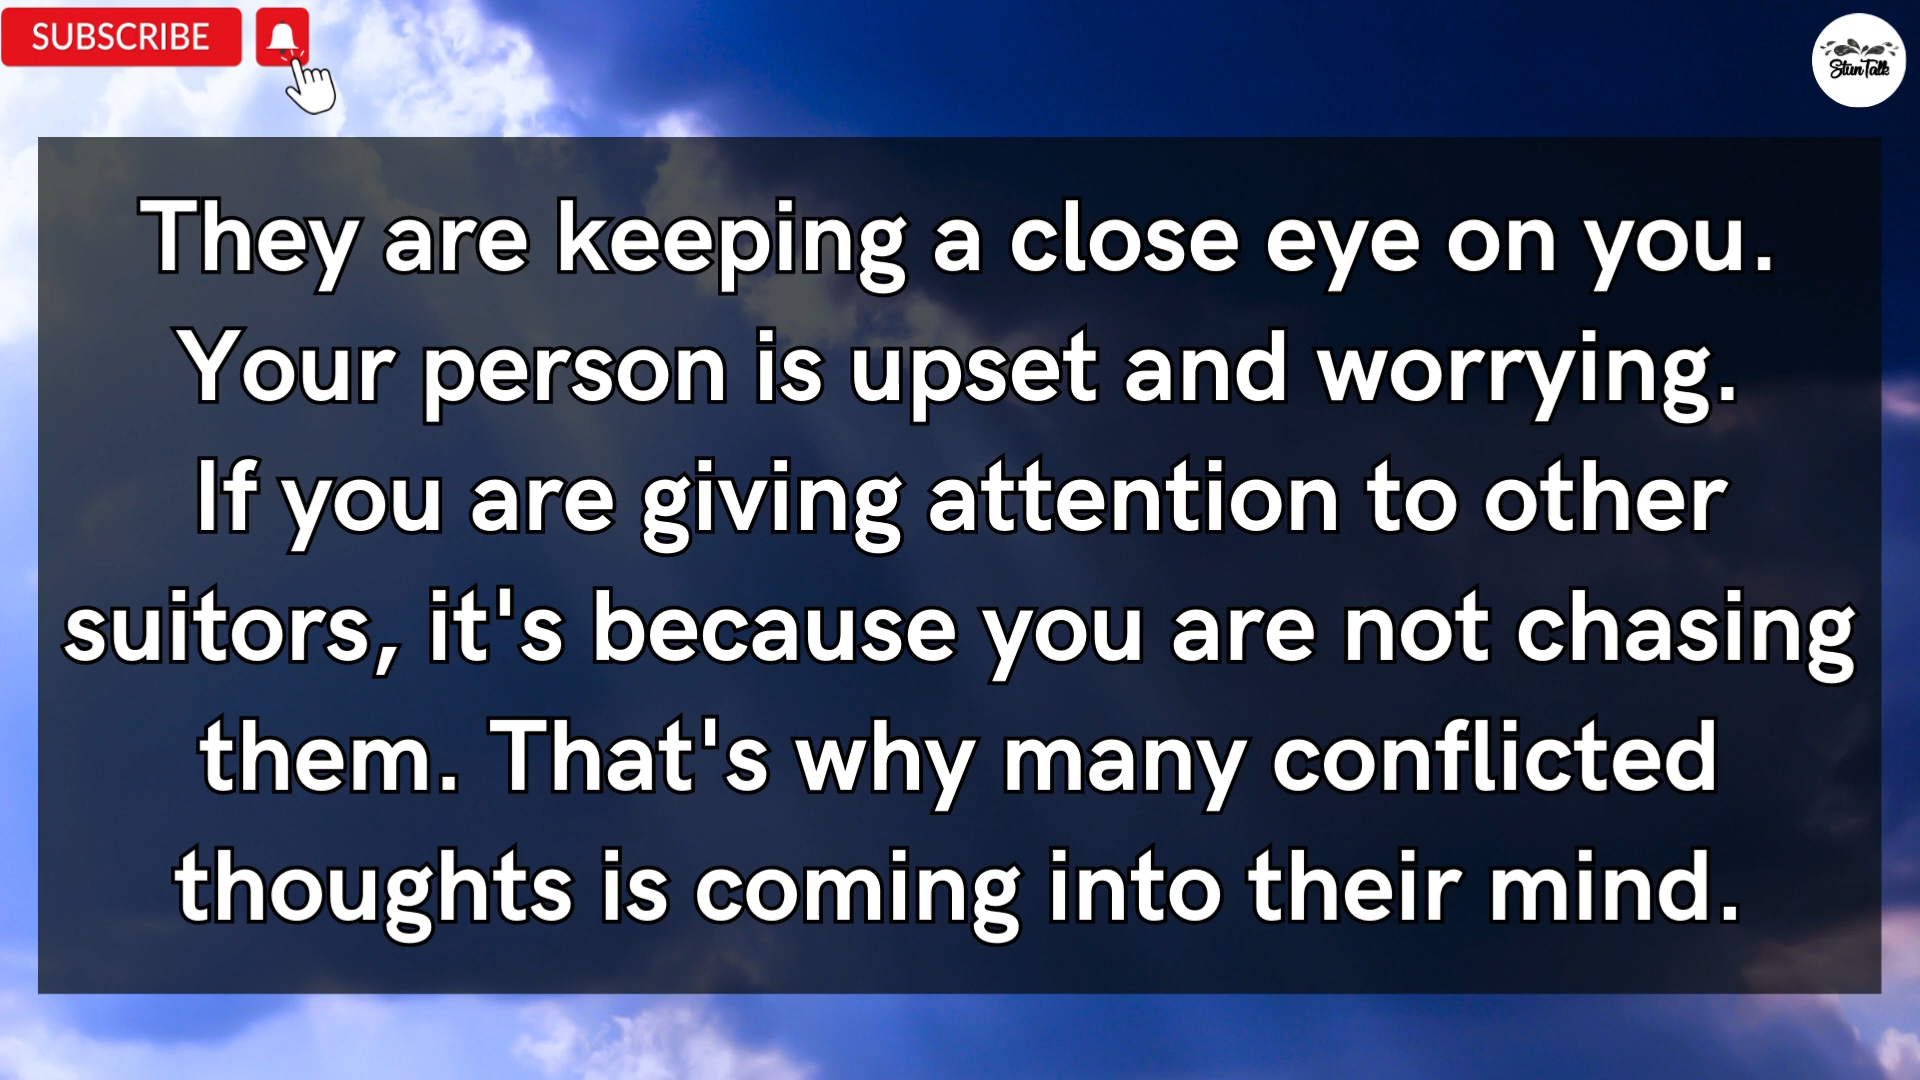 SUBSCRIBE
StunTalk
They are keeping a close eye on you.
Your person is upset and worrying.
If you are giving attention to other
suitors, it's because you are not chasing
them. That's why many conflicted
thoughts is coming into their mind.